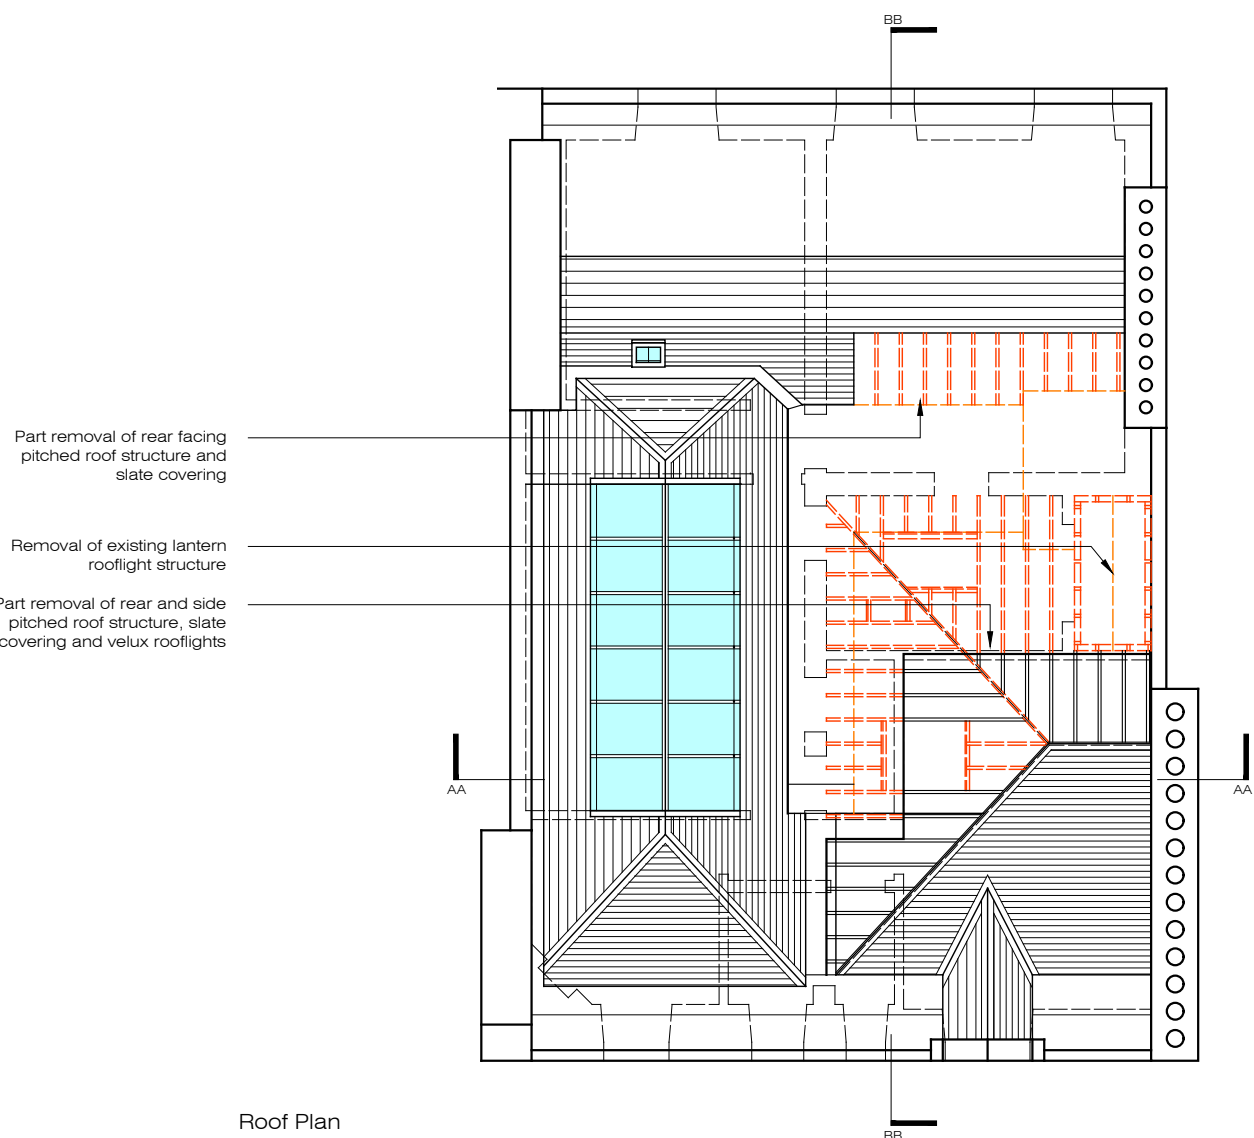 BB
Part removal of rear facing
pitched roof structure and
slate covering
Removal of existing lantern
rooflight structure
Part removal of rear and side
pitched roof structure, slate
covering and velux rooflights
AA
AA
Roof Plan
BB